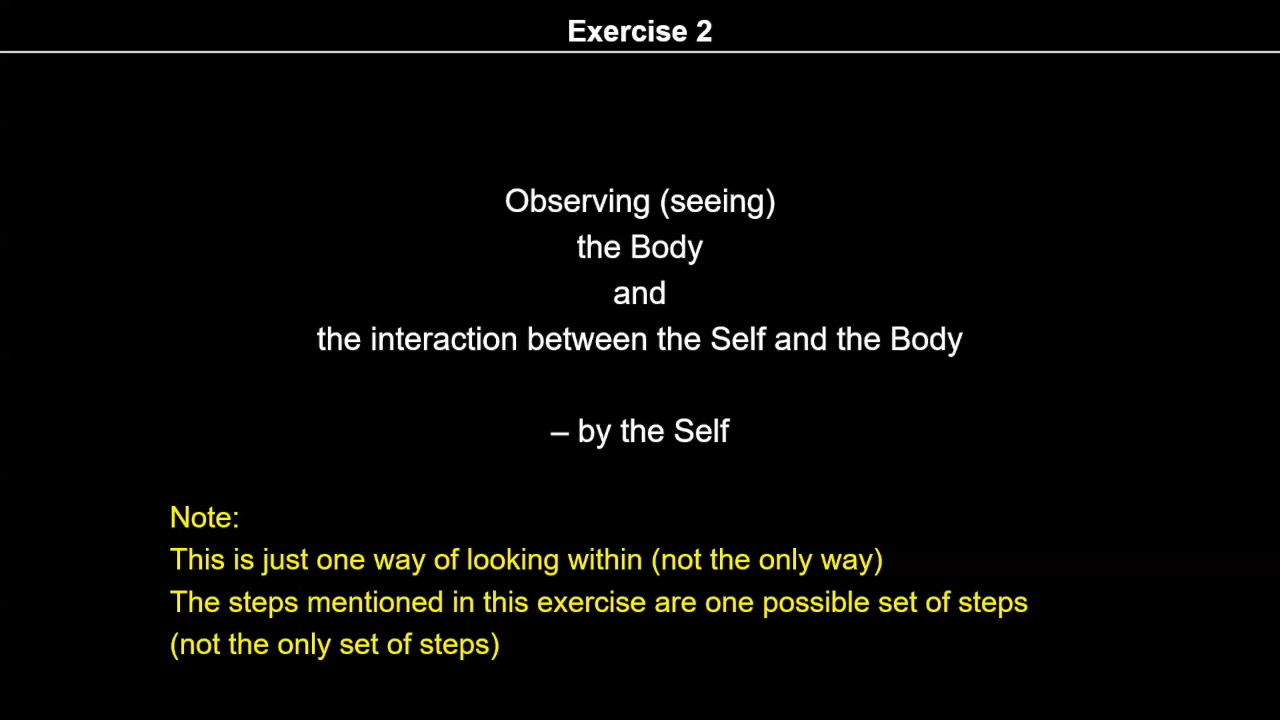 Exercise 2
Observing (seeing)
the Body
and
the interaction between the Self and the Body
– by the Self
Note:
This is just one way of looking within (not the only way)
The steps mentioned in this exercise are one possible set of steps
(not the only set of steps)